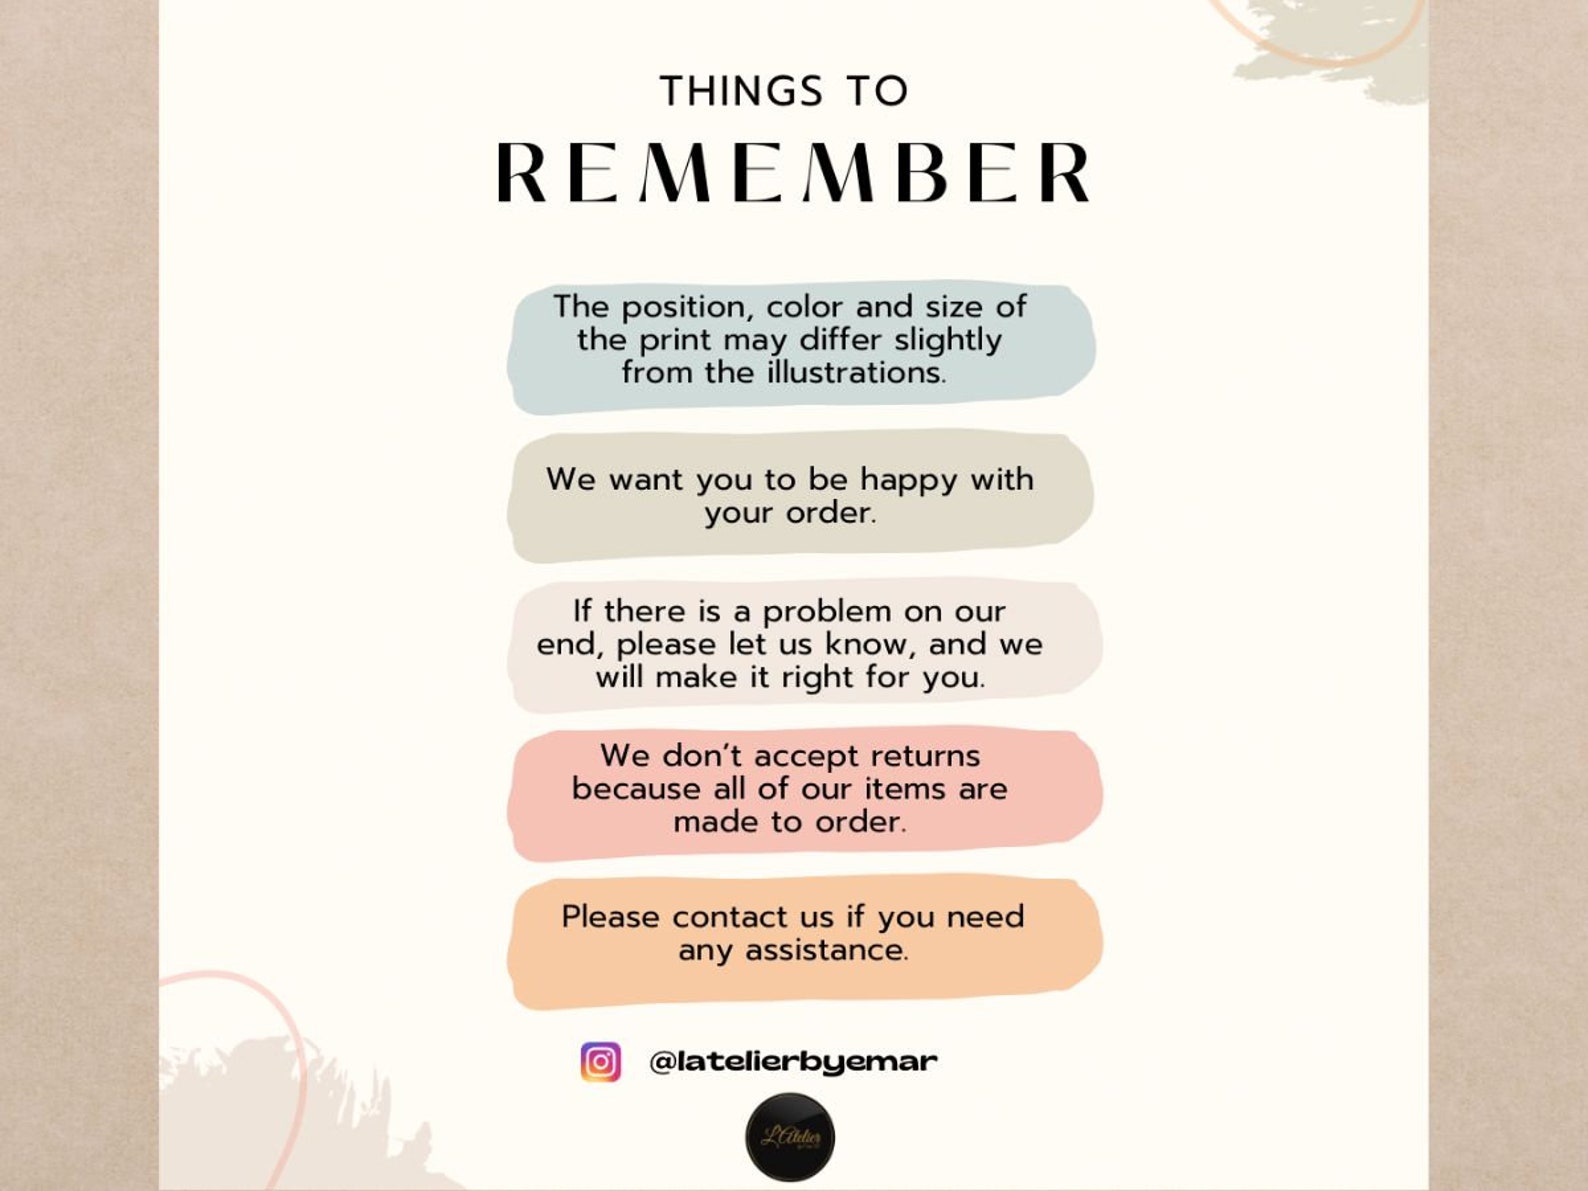 THINGS TO
REMEMBER
The position, color and size of
the print may differ slightly
from the illustrations.
We want you to be happy with
your order.
If there is a problem on our
end, please let us know, and we
will make it right for you.
We don't accept returns
because all of our items are
made to order.
Please contact us if you need
any assistance.
@latelierbyemar
L'Atelier